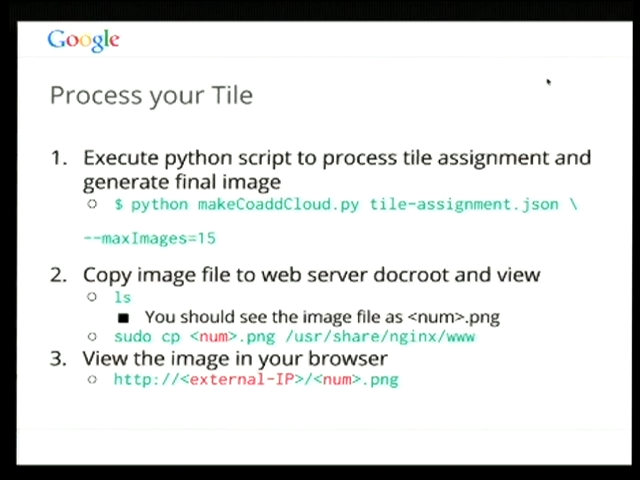 Google
Process your Tile
1. Execute python script to process tile assignment and
generate final image
$ python makeCoaddCloud.py tile-assignment.json \
--maxImages=15
2. Copy image file to web server docroot and view
ls
You should see the image file as <num>.png
sudo cp <num>.png /usr/share/nginx/www
3. View the image in your browser
http://<external-IP>/<num>.png